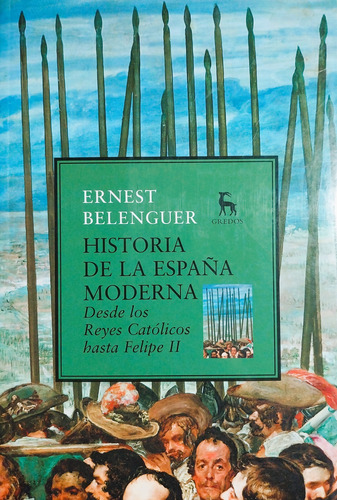 ERNEST
BELENGUER
GREDOS
HISTORIA
DE LA ESPAÑA
MODERNA
Desde los
Reyes Católicos
hasta Felipe II